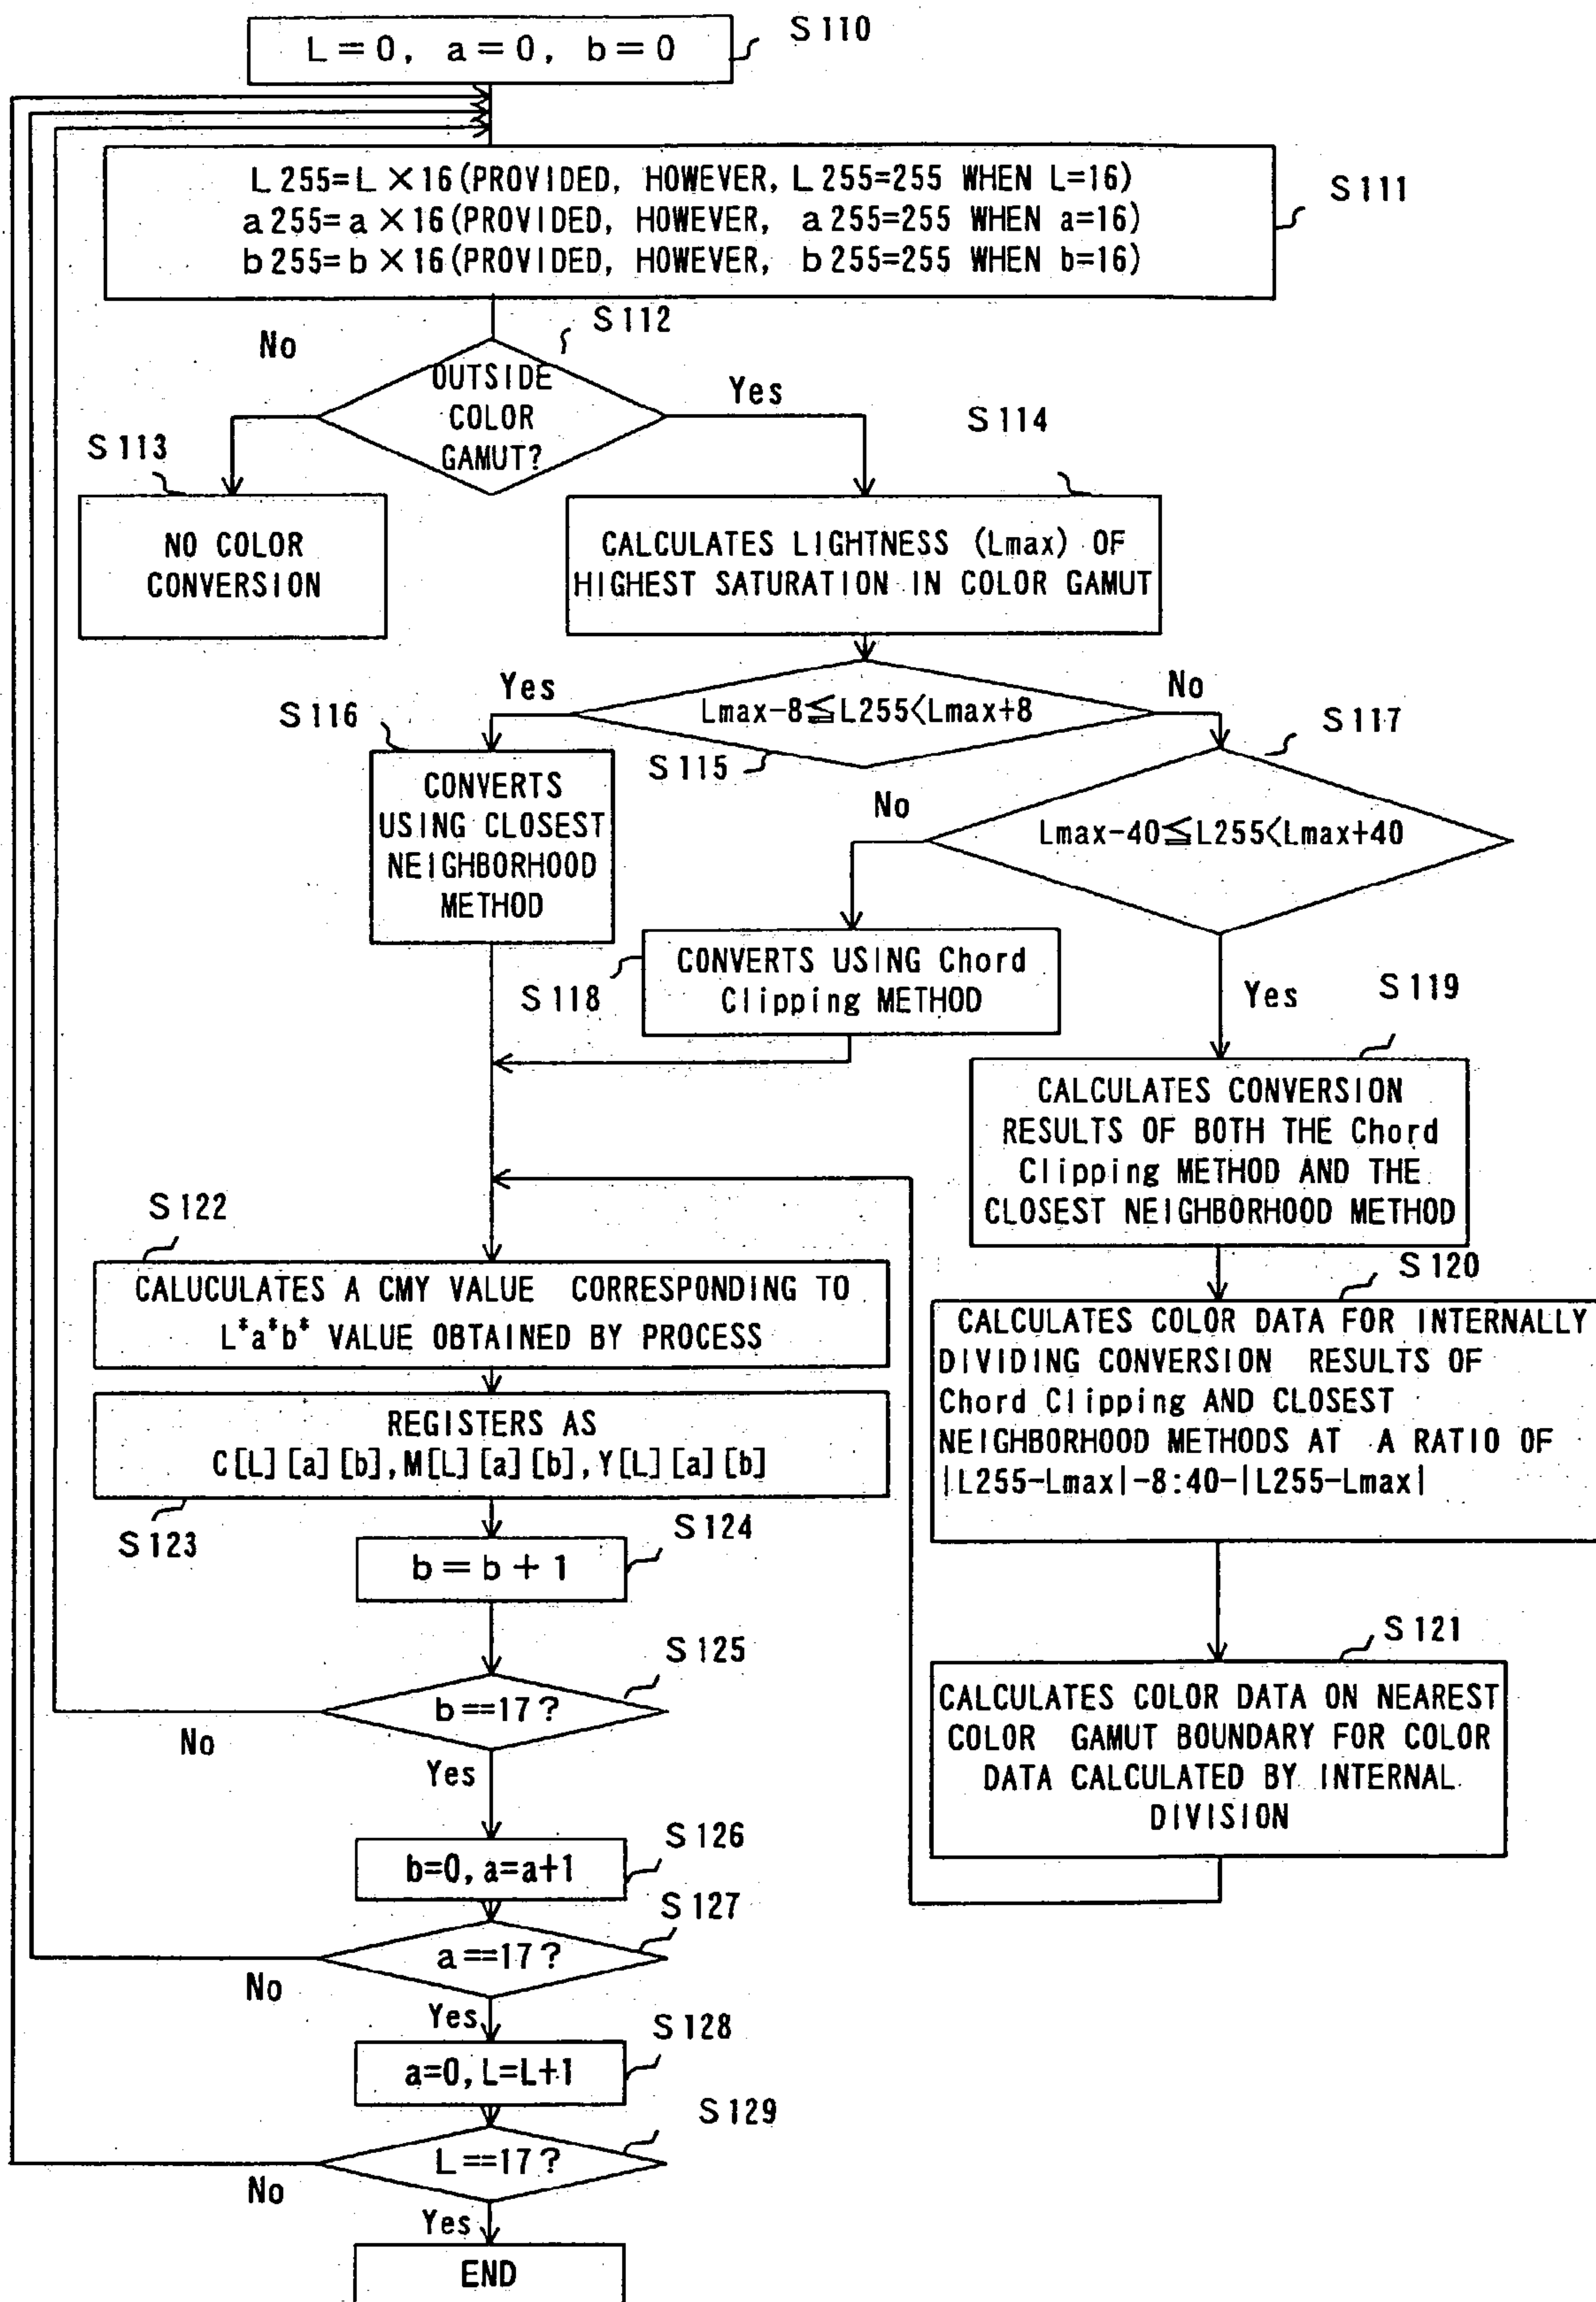 L=0, a=0, b=0
S110
L255=L×16(PROVIDED, HOWEVER, L255=255 WHEN L=16)
a255=a×16(PROVIDED, HOWEVER, a255=255 WHEN a=16)
b255=b×16(PROVIDED, HOWEVER, b255=255 WHEN b=16)
S111
S112
No
OUTSIDE
COLOR
GAMUT?
Yes
S113
NO COLOR
CONVERSION
S114
CALCULATES LIGHTNESS (Lmax) OF
HIGHEST SATURATION IN COLOR GAMUT
Yes
Lmax-8≦L255<Lmax+8
No
S115
S116
CONVERTS
USING CLOSEST
NEIGHBORHOOD
METHOD
S117
No
Lmax-40≦L255<Lmax+40
Yes
S118
CONVERTS USING Chord
Clipping METHOD
S119
CALCULATES CONVERSION
RESULTS OF BOTH THE Chord
Clipping METHOD AND THE
CLOSEST NEIGHBORHOOD METHOD
S120
CALCULATES COLOR DATA FOR INTERNALLY
DIVIDING CONVERSION RESULTS OF
Chord Clipping AND CLOSEST
NEIGHBORHOOD METHODS AT A RATIO OF
|L255-Lmax|-8:40-|L255-Lmax|
S121
CALCULATES COLOR DATA ON NEAREST
COLOR GAMUT BOUNDARY FOR COLOR
DATA CALCULATED BY INTERNAL
DIVISION
S122
CALUCULATES A CMY VALUE CORRESPONDING TO
L*a*b* VALUE OBTAINED BY PROCESS
REGISTERS AS
C[L][a][b],M[L][a][b],Y[L][a][b]
S123
S124
b=b+1
S125
b==17?
No
Yes
S126
b=0,a=a+1
S127
a==17?
No
Yes
S128
a=0,L=L+1
S129
L==17?
No
Yes
END